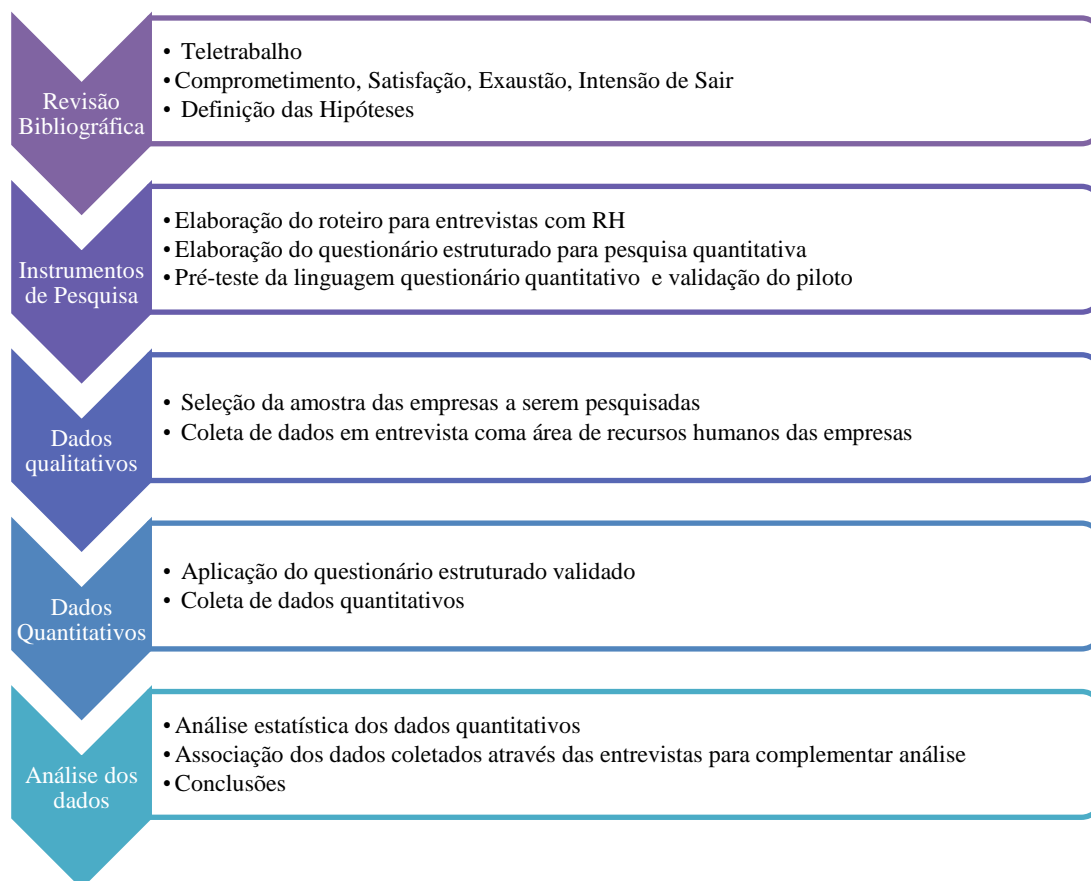 Revisão
Bibliográfica
• Teletrabalho
• Comprometimento, Satisfação, Exaustão, Intensão de Sair
• Definição das Hipóteses
Instrumentos
de Pesquisa
• Elaboração do roteiro para entrevistas com RH
• Elaboração do questionário estruturado para pesquisa quantitativa
• Pré-teste da linguagem questionário quantitativo e validação do piloto
Dados
qualitativos
• Seleção da amostra das empresas a serem pesquisadas
• Coleta de dados em entrevista coma área de recursos humanos das empresas
Dados
Quantitativos
• Aplicação do questionário estruturado validado
• Coleta de dados quantitativos
Análise dos
dados
• Análise estatística dos dados quantitativos
• Associação dos dados coletados através das entrevistas para complementar análise
• Conclusões